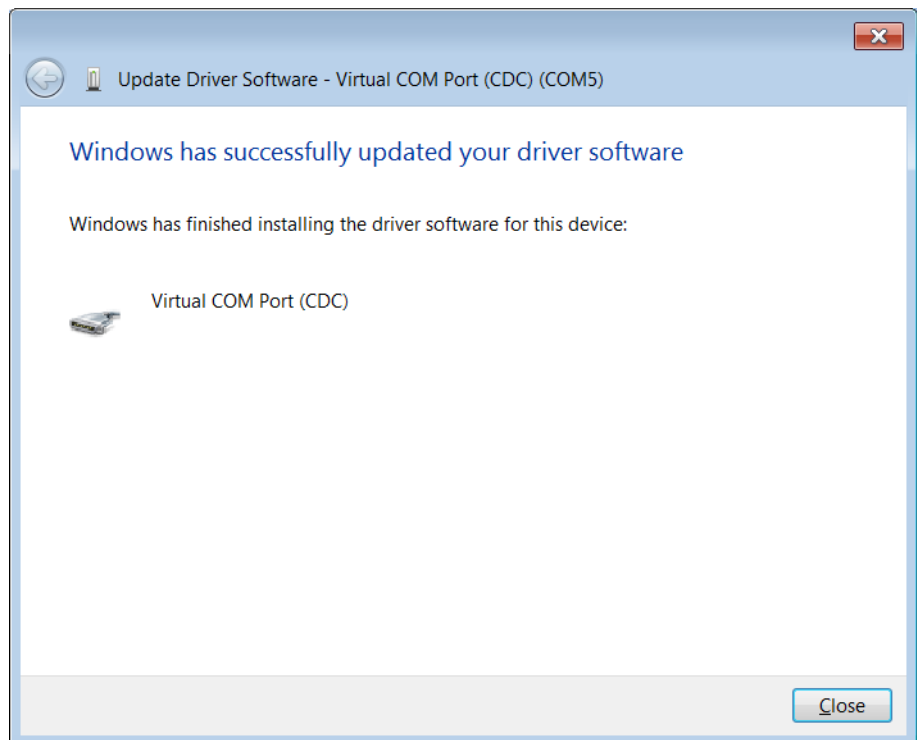 Update Driver Software - Virtual COM Port (CDC) (COM5)
Windows has successfully updated your driver software
Windows has finished installing the driver software for this device:
Virtual COM Port (CDC)
Close